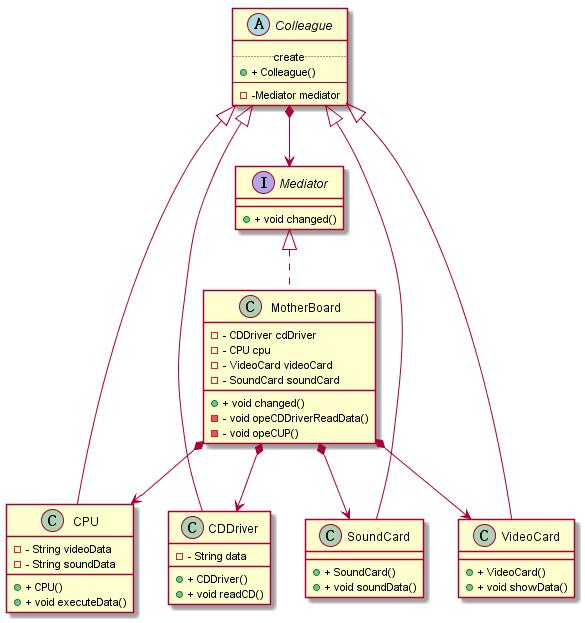 A Colleague
create
+ Colleague()
-Mediator mediator
I Mediator
+ void changed()
C MotherBoard
- CDDriver cdDriver
- CPU cpu
- VideoCard videoCard
- SoundCard soundCard
+ void changed()
- void opeCDDriverReadData()
- void opeCUP()
C CPU
- String videoData
- String soundData
+ CPU()
+ void executeData()
C CDDriver
- String data
+ CDDriver()
+ void readCD()
C SoundCard
+ SoundCard()
+ void soundData()
C VideoCard
+ VideoCard()
+ void showData()